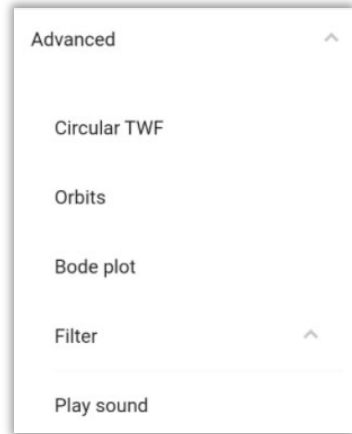 Advanced
Circular TWF
Orbits
Bode plot
Filter
Play sound